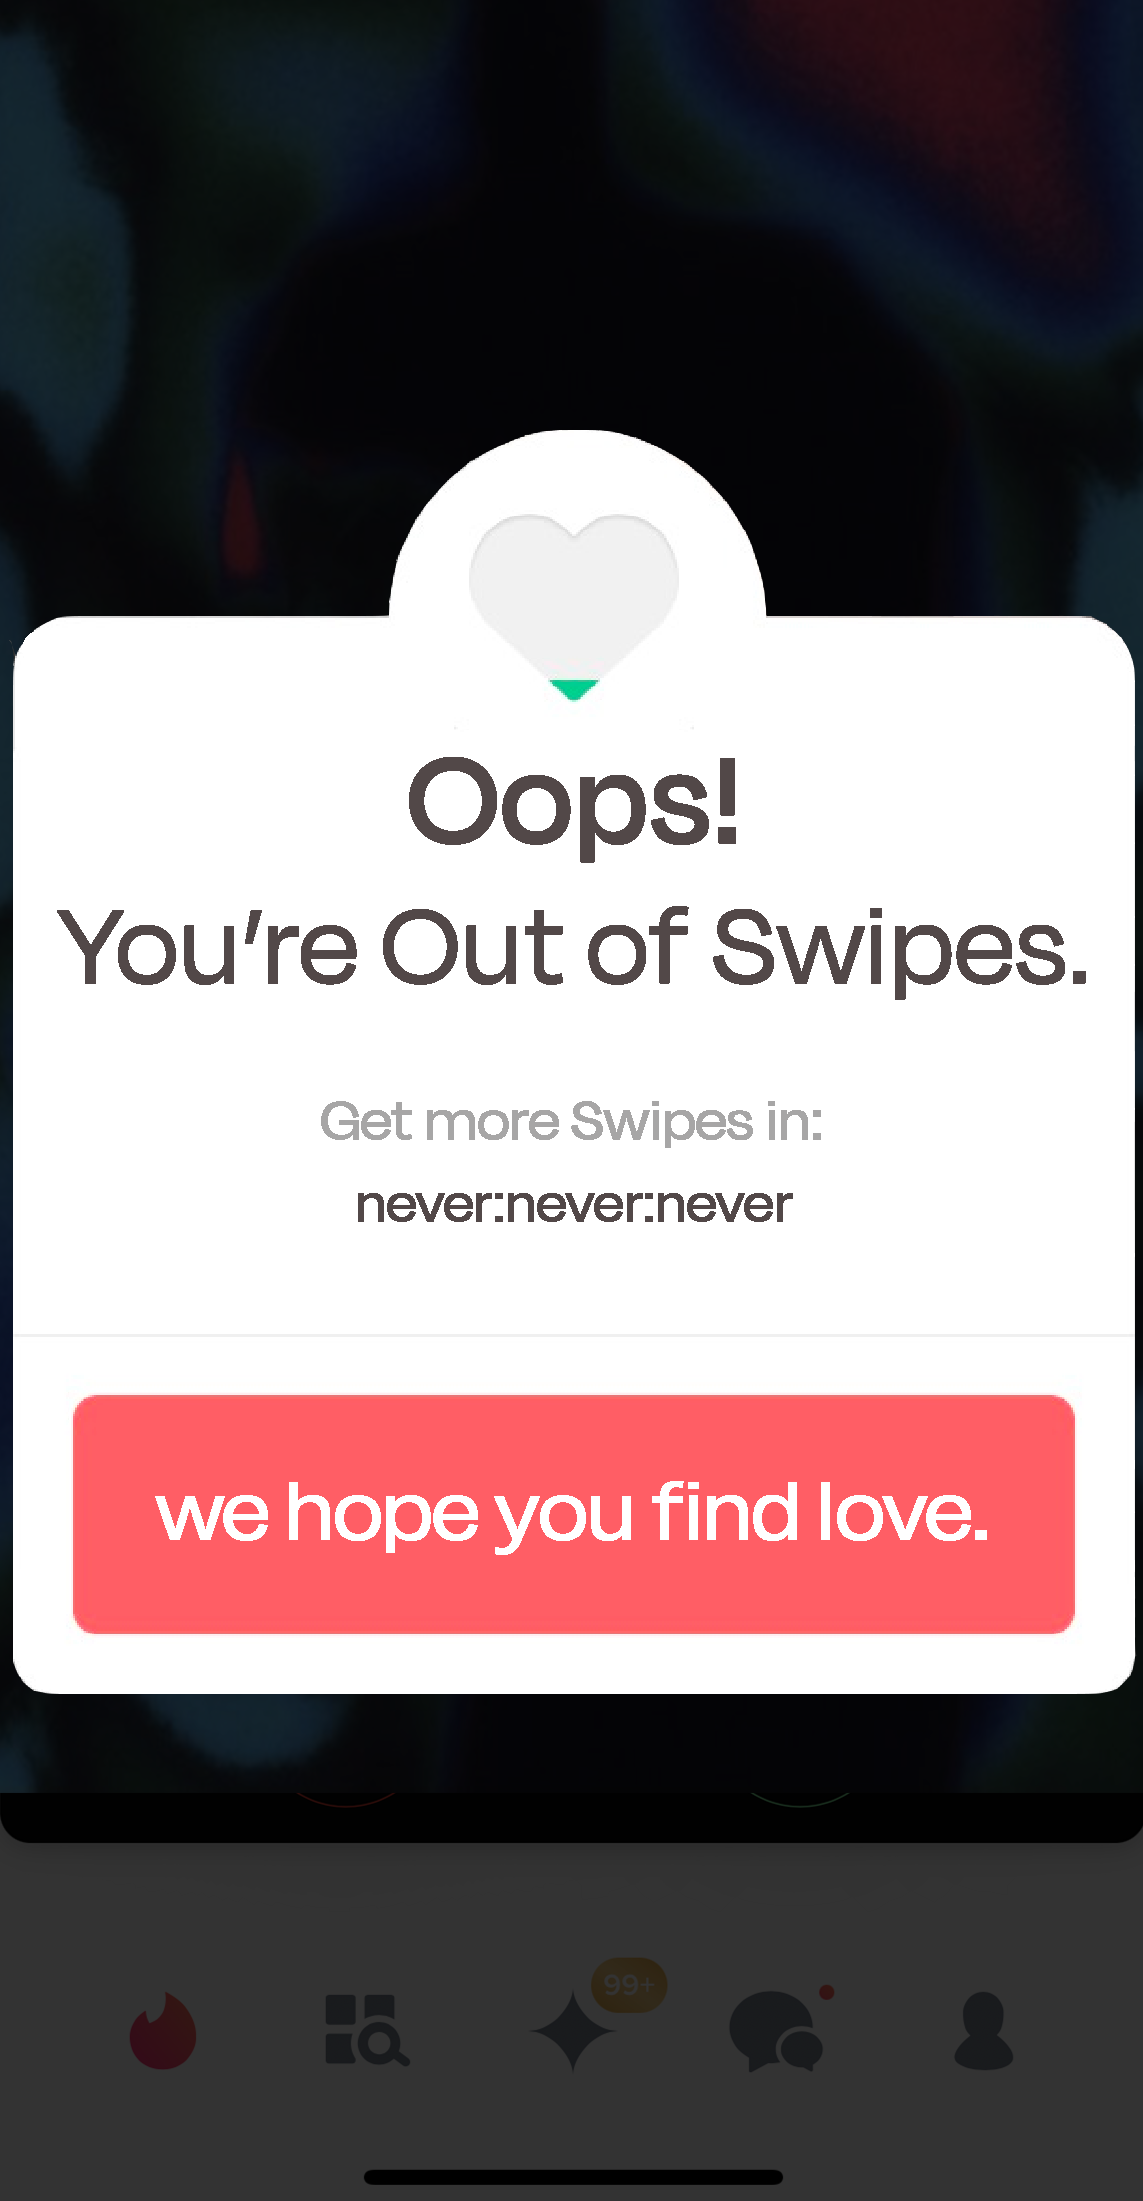 Oops!
You’re Out of Swipes.
Get more Swipes in:
never:never:never
we hope you find love.
99+